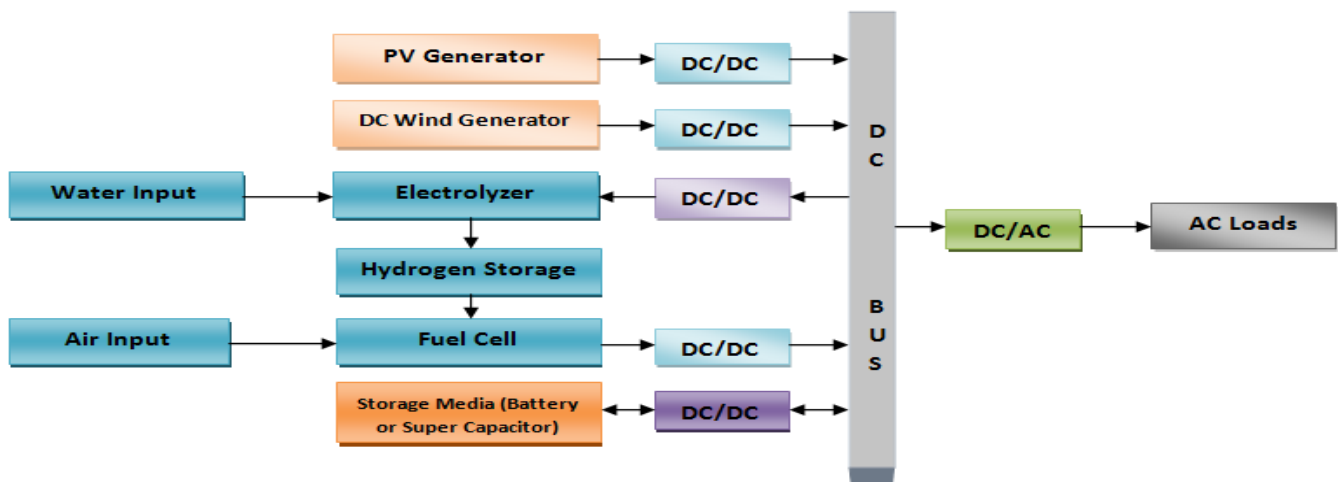 PV Generator
DC/DC
DC Wind Generator
DC/DC
Water Input
Electrolyzer
DC/DC
Hydrogen Storage
Air Input
Fuel Cell
DC/DC
Storage Media (Battery
or Super Capacitor)
DC/DC
D
C
B
U
S
DC/AC
AC Loads